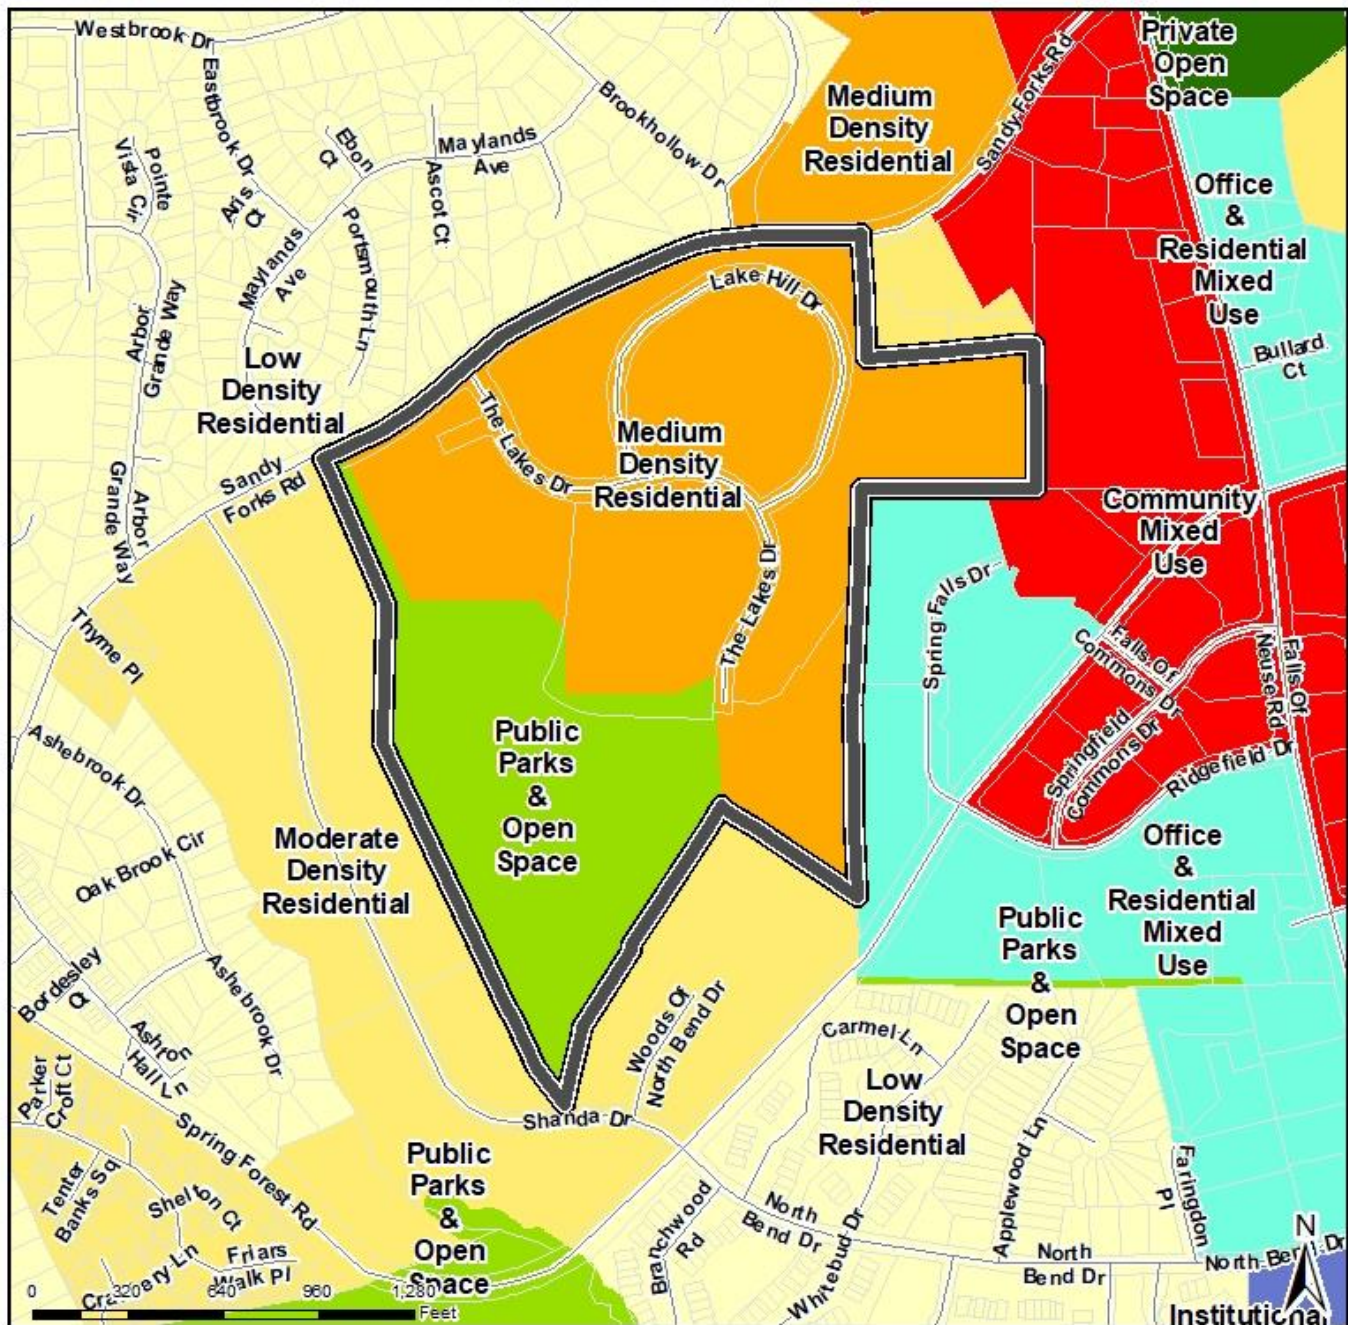 Westbrook Dr
Eastbrook Dr
Pointe
Vista Cir
Aris
Ct
Ebon
Ct
Maylands
Ave
Ascot Ct
Brookhollow Dr
Portsmouth Ln
Maylands
Ave
Arbor
Grande Way
Low
Density
Residential
Medium
Density
Residential
Sandy Forks Rd
Private
Open
Space
Office
&
Residential
Mixed
Use
Bullard
Ct
Lake Hill Dr
The Lakes Dr
Medium
Density
Residential
The Lakes Dr
Sandy
Forks Rd
Arbor
Grande Way
Thyme Pl
Community
Mixed
Use
Spring Falls Dr
Falls Of
Commons Dr
Springfield
Commons Dr
Falls Of
Neuse Rd
Ridgefield Dr
Public
Parks
&
Open
Space
Ashebrook Dr
Oak Brook Cir
Moderate
Density
Residential
Office
&
Residential
Mixed
Use
Public
Parks
&
Open
Space
Bordesley
Ct
Ashton
Hall Ln
Ashebrook Dr
Woods Of
North Bend Dr
Carmel Ln
Low
Density
Residential
Parker
Croft Ct
Spring Forest Rd
Shanda Dr
Applewood Ln
Faringdon
Pl
Tenter
Banks Sq
Shelton Ct
Public
Parks
&
Open
Space
Branchwood
Rd
North
Bend Dr
Whitebud Dr
North
Bend Dr
North Bend Dr
N
Friars
Walk Pl
0 320 640 960 1,280
Feet
Institutional